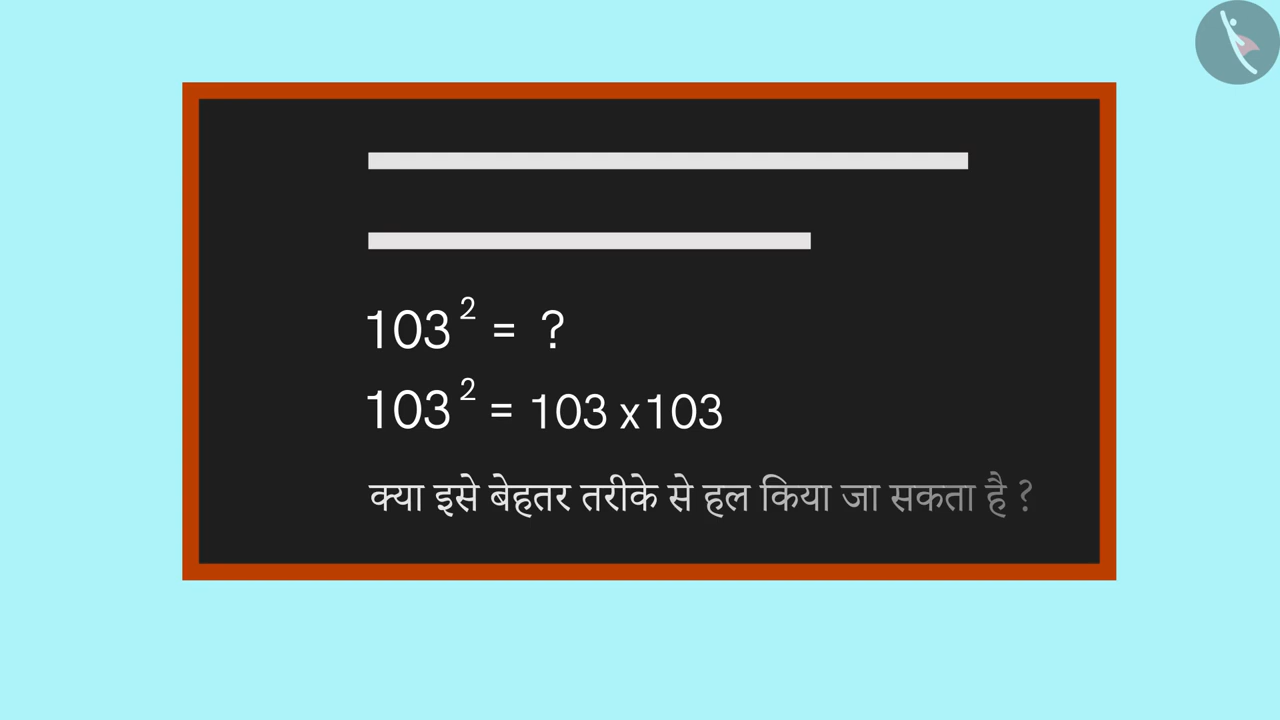 103² = ?
103² = 103 x103
क्या इसे बेहतर तरीके से हल किया जा सकता है ?